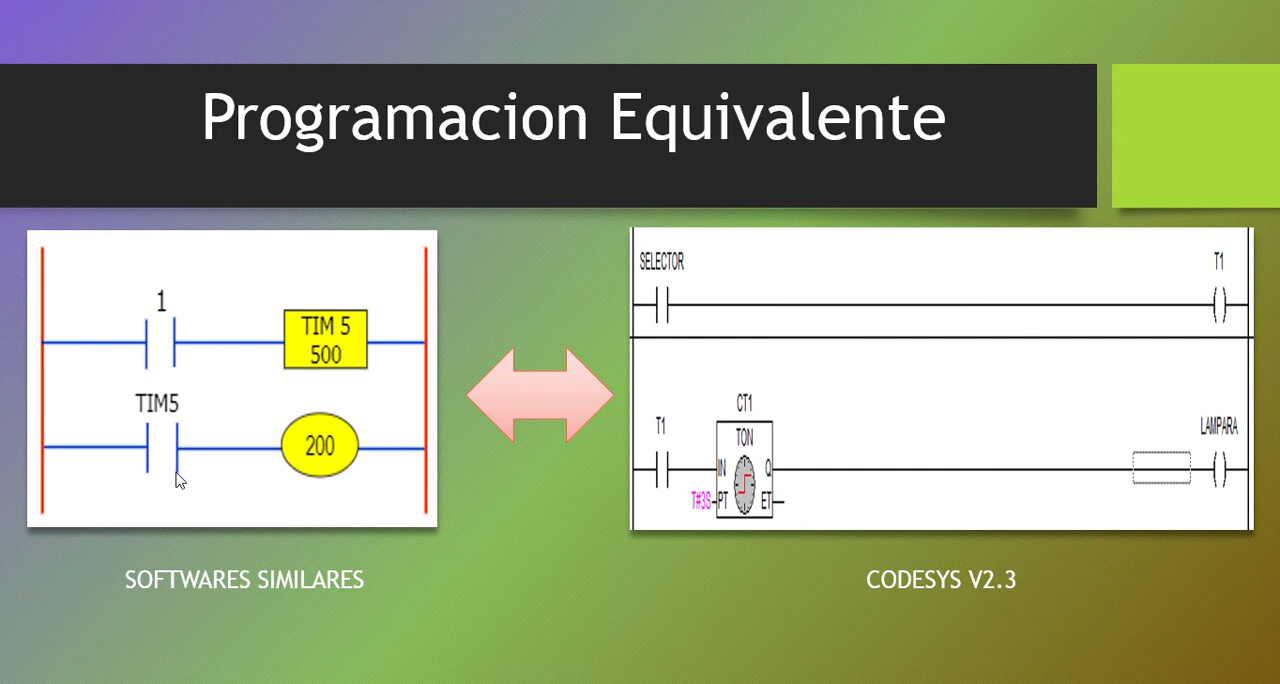 Programacion Equivalente
1
TIM 5
500
TIM5
200
SELECTOR
T1
CT1
T1
TON
LAMPARA
IN
Q
T#3S
PT
ET
SOFTWARES SIMILARES
CODESYS V2.3